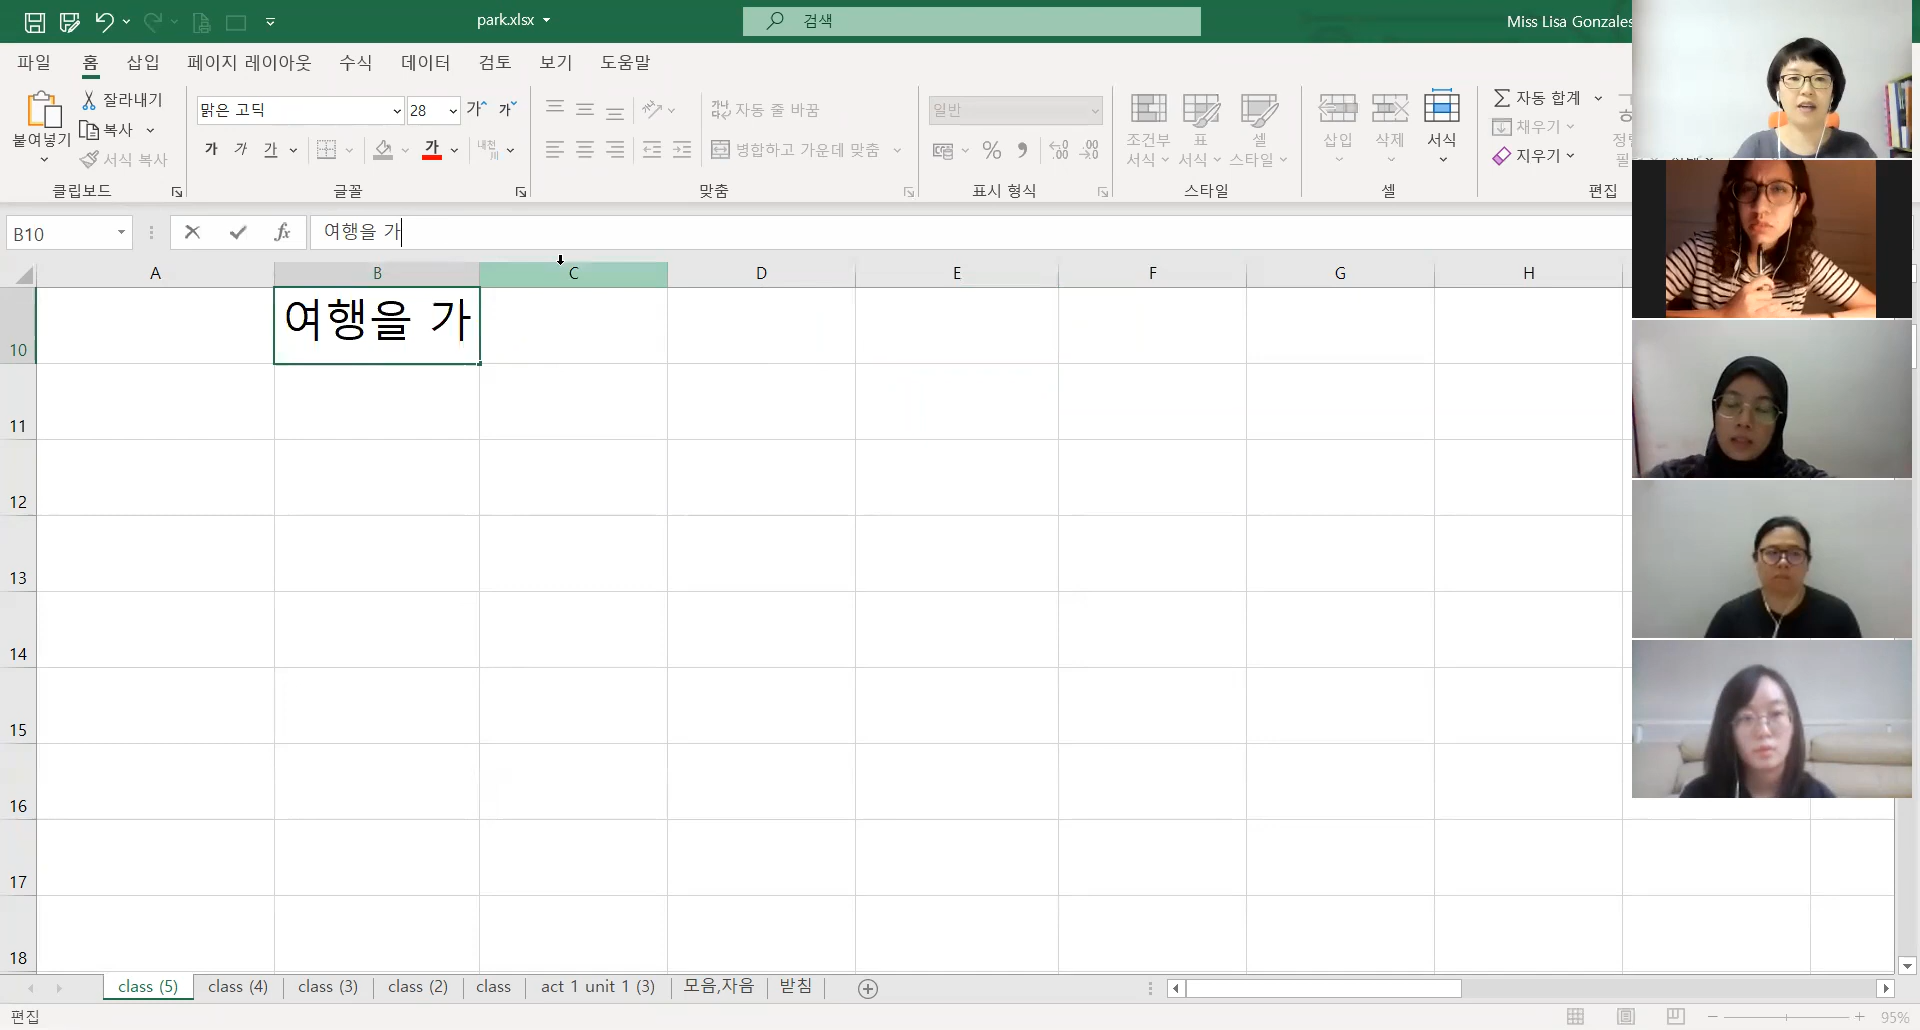 park.xlsx
검색
Miss Lisa Gonzales
파일 홈 삽입 페이지 레이아웃 수식 데이터 검토 보기 도움말
붙여넣기
잘라내기
복사
서식 복사
클립보드
맑은 고딕 28 가 가
가 가 가 가 내천
글꼴
자동 줄 바꿈
병합하고 가운데 맞춤
맞춤
일반
표시 형식
조건부 서식
표 서식
셀 스타일
스타일
삽입 삭제 서식
셀
자동 합계
채우기
지우기
편집
B10
여행을 가
A B C D E F G H
10 여행을 가
11
12
13
14
15
16
17
18
class (5) class (4) class (3) class (2) class act 1 unit 1 (3) 모음,자음 받침
편집
95%